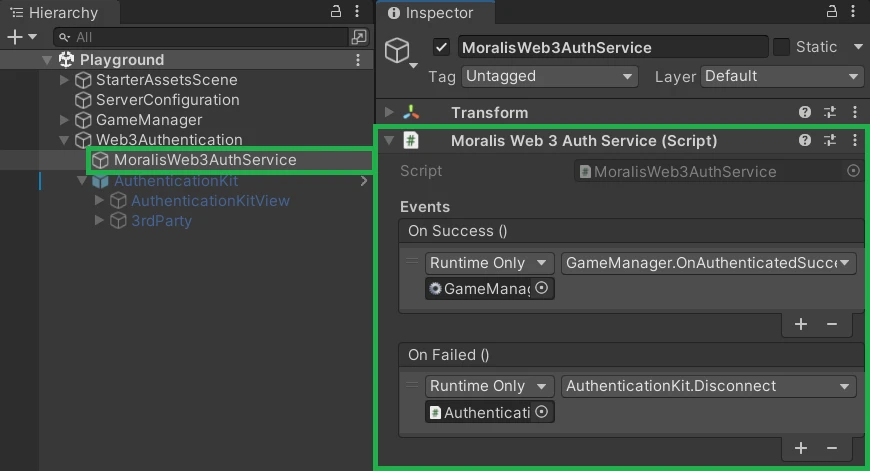 Hierarchy
All
Playground
StarterAssetsScene
ServerConfiguration
GameManager
Web3Authentication
MoralisWeb3AuthService
AuthenticationKit
AuthenticationKitView
3rdParty
Inspector
MoralisWeb3AuthService
Static
Tag Untagged Layer Default
Transform
Moralis Web 3 Auth Service (Script)
Script MoralisWeb3AuthService
Events
On Success ()
Runtime Only GameManager.OnAuthenticatedSucce
GameManag
On Failed ()
Runtime Only AuthenticationKit.Disconnect
Authenticati